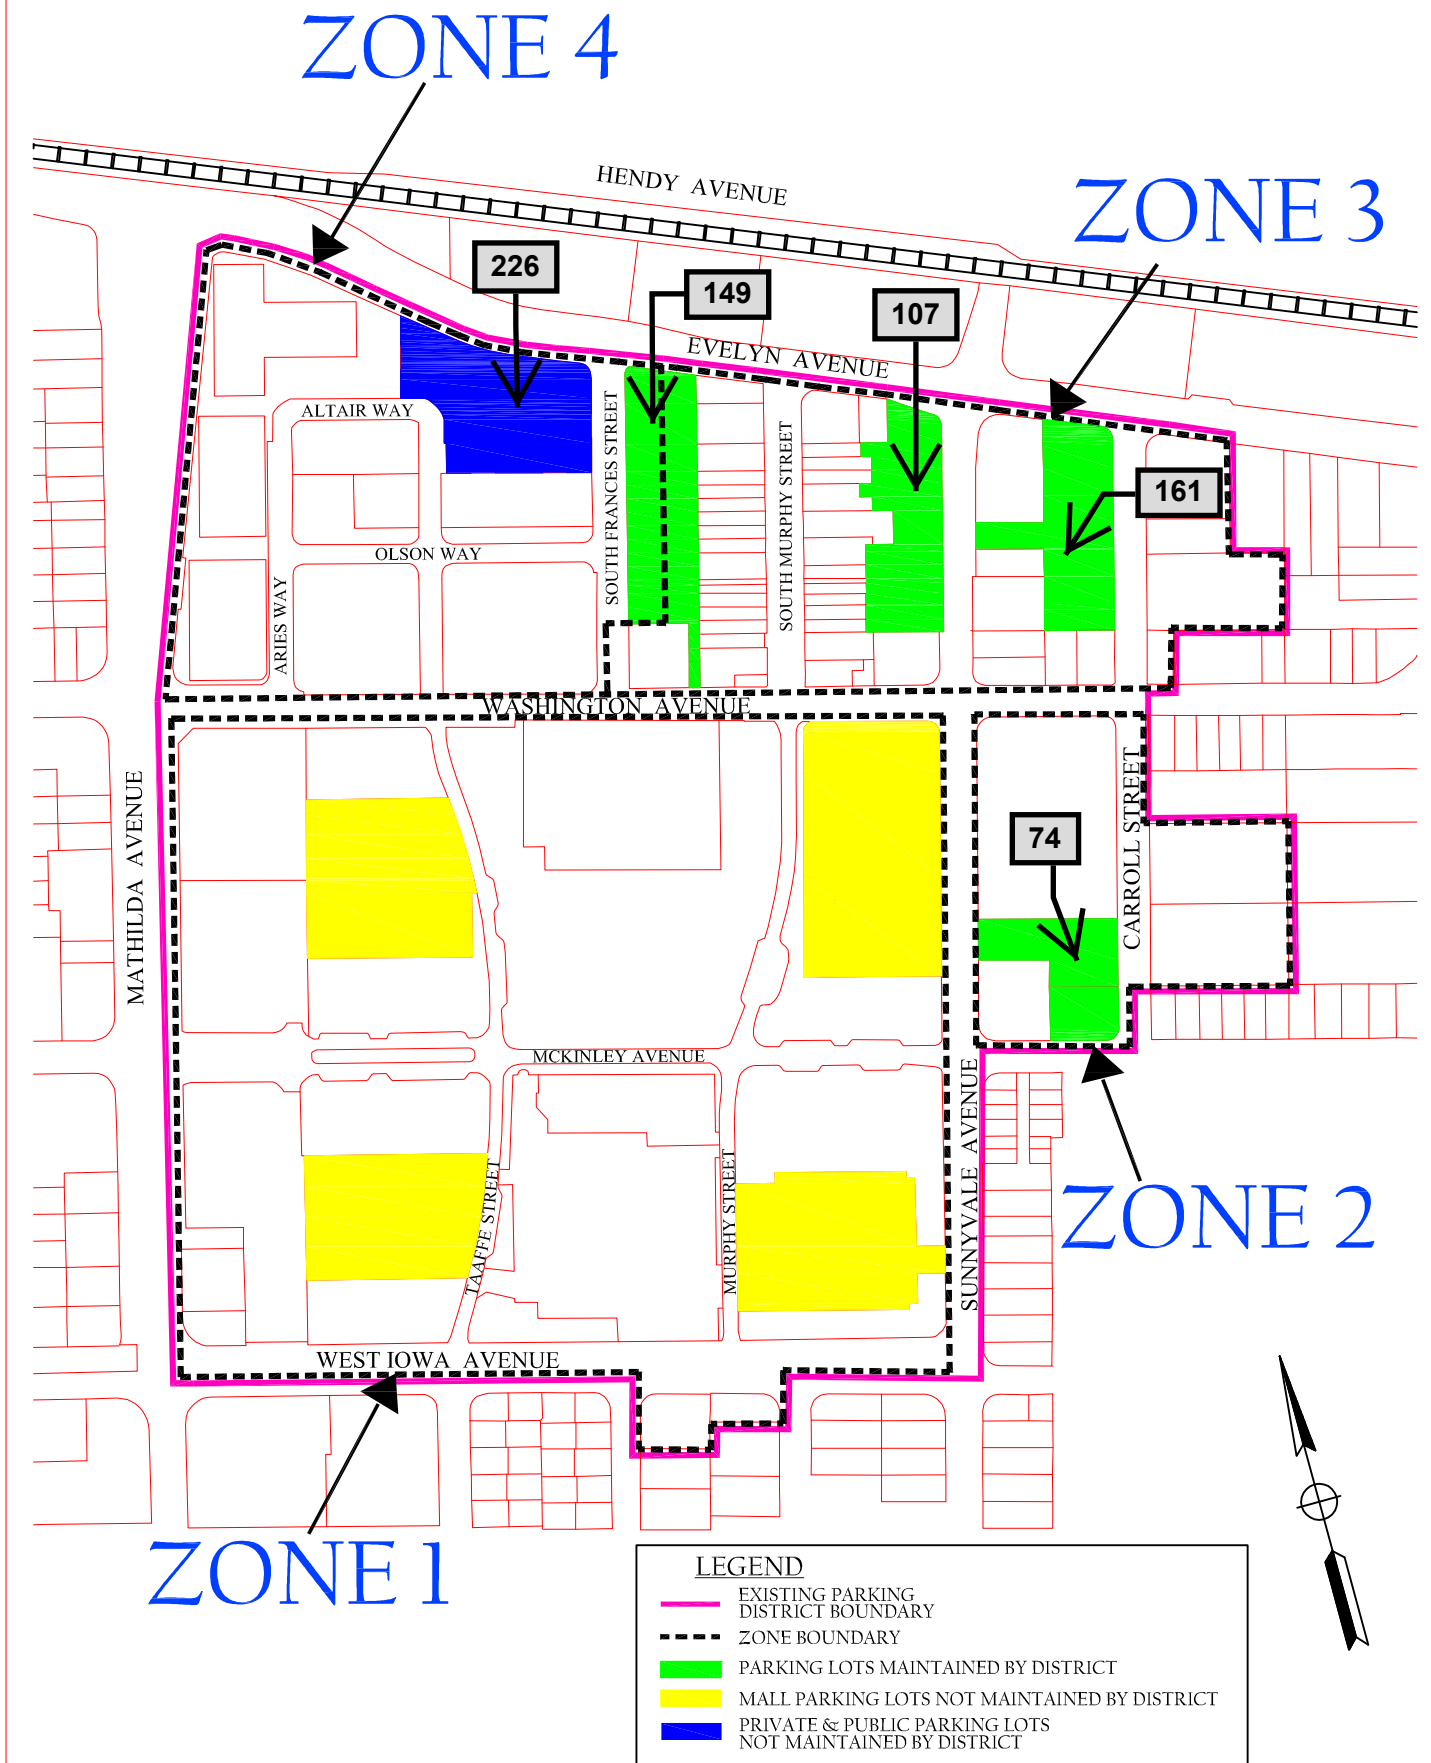 ZONE 4
HENDY AVENUE
ZONE 3
226
149
107
EVELYN AVENUE
ALTAIR WAY
SOUTH FRANCES STREET
SOUTH MURPHY STREET
161
OLSON WAY
ARIES WAY
WASHINGTON AVENUE
MATHILDA AVENUE
CARROLL STREET
74
MCKINLEY AVENUE
SUNNYVALE AVENUE
TAAFFE STREET
MURPHY STREET
ZONE 2
WEST IOWA AVENUE
ZONE 1
LEGEND
EXISTING PARKING
DISTRICT BOUNDARY
ZONE BOUNDARY
PARKING LOTS MAINTAINED BY DISTRICT
MALL PARKING LOTS NOT MAINTAINED BY DISTRICT
PRIVATE & PUBLIC PARKING LOTS
NOT MAINTAINED BY DISTRICT